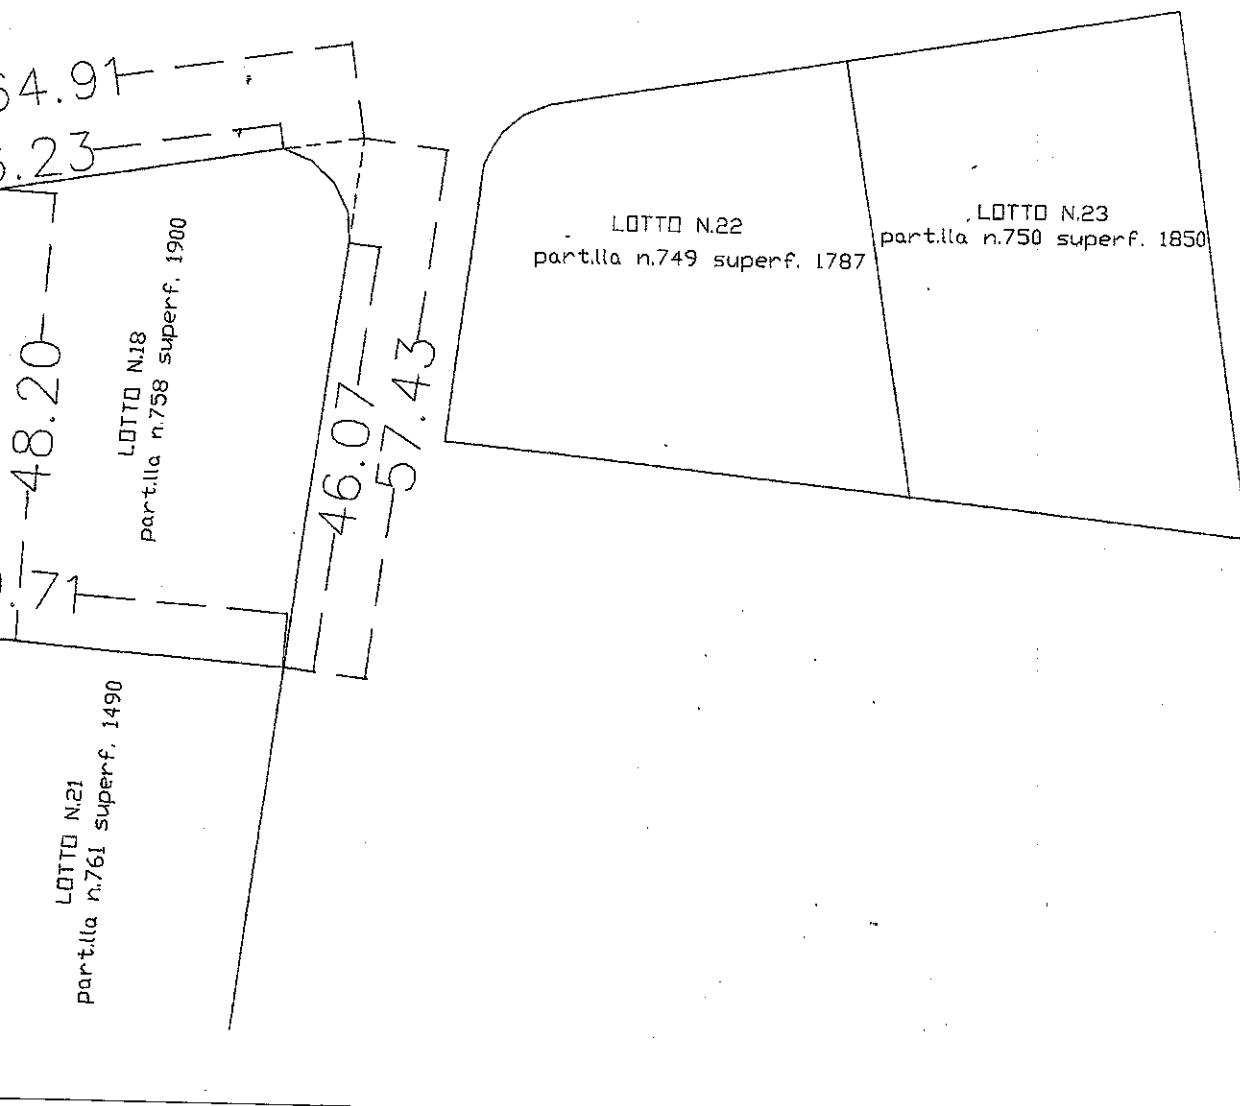 64.91
5.23
48.20
.71
46.07
57.43
LOTTO N.18
part.lla n.758 superf. 1900
LOTTO N.21
part.lla n.761 superf. 1490
LOTTO N.22
part.lla n.749 superf. 1787
LOTTO N.23
part.lla n.750 superf. 1850